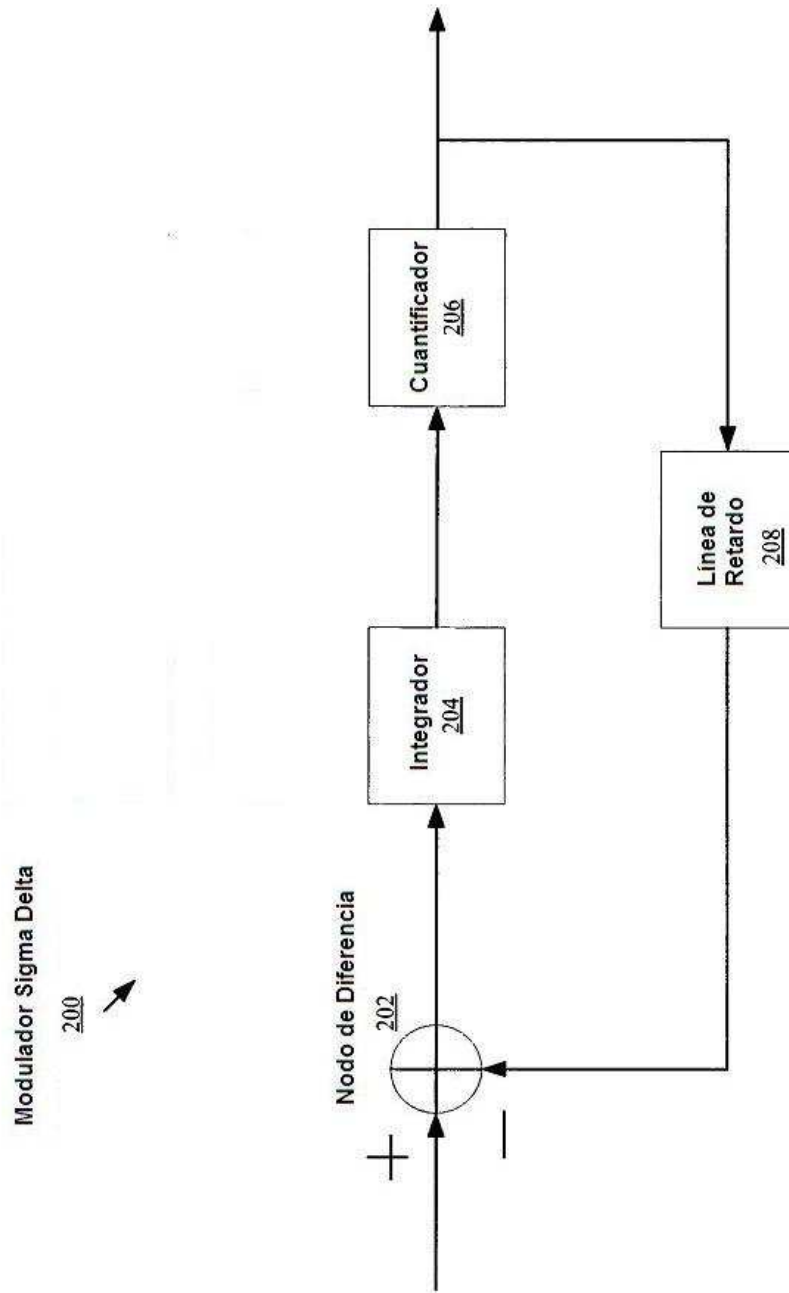 Modulador Sigma Delta
200
Nodo de Diferencia
202
+
−
Integrador
204
Cuantificador
206
Línea de
Retardo
208